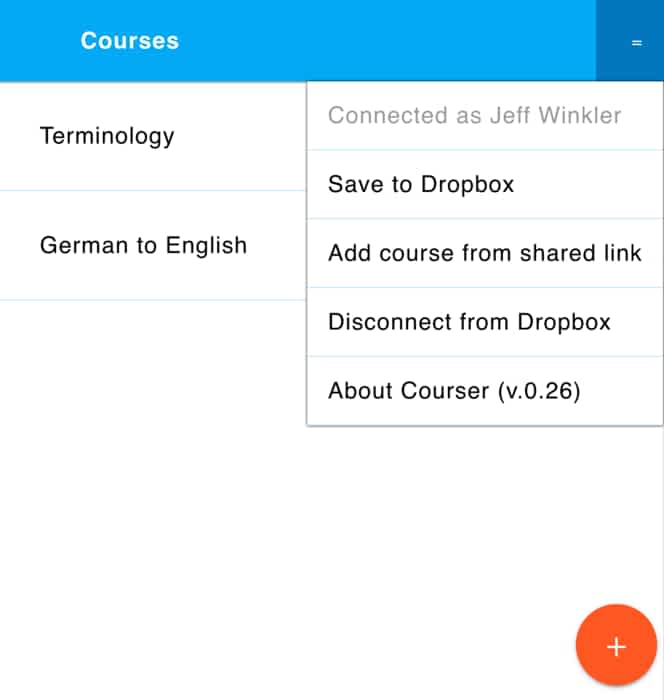 Courses
=
Connected as Jeff Winkler
Terminology
Save to Dropbox
German to English
Add course from shared link
Disconnect from Dropbox
About Courser (v.0.26)
+